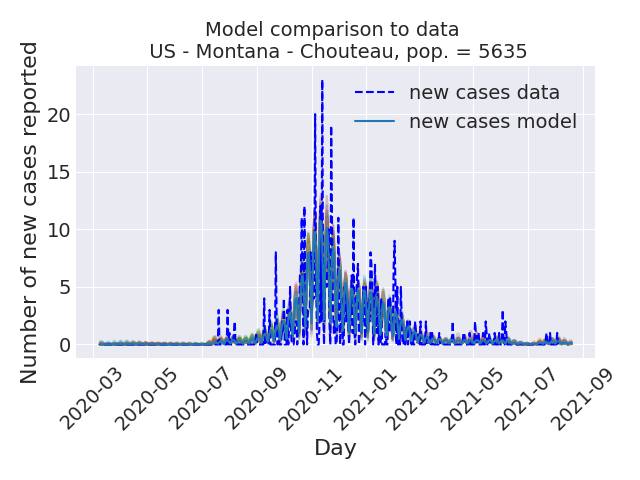 Model comparison to data
US - Montana - Chouteau, pop. = 5635
Number of new cases reported
20
15
10
5
0
new cases data
new cases model
2020-03
2020-05
2020-07
2020-09
2020-11
2021-01
2021-03
2021-05
2021-07
2021-09
Day